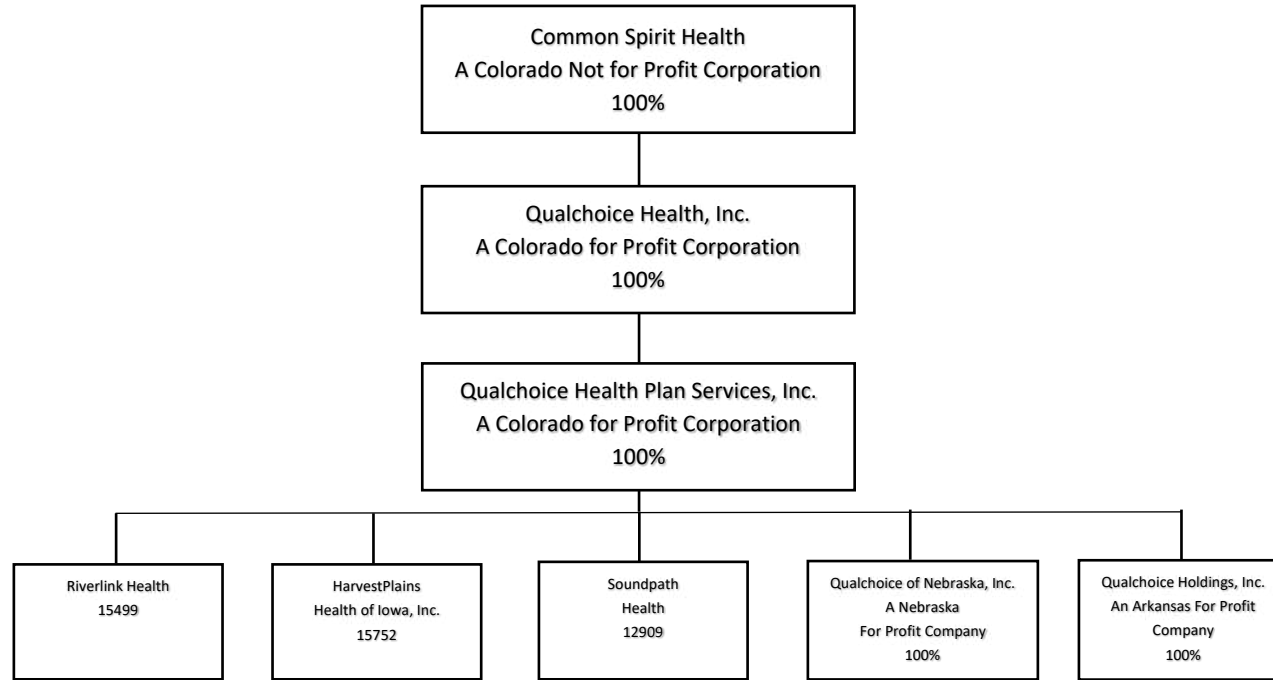 Common Spirit Health
A Colorado Not for Profit Corporation
100%
Qualchoice Health, Inc.
A Colorado for Profit Corporation
100%
Qualchoice Health Plan Services, Inc.
A Colorado for Profit Corporation
100%
Riverlink Health
15499
HarvestPlains
Health of Iowa, Inc.
15752
Soundpath
Health
12909
Qualchoice of Nebraska, Inc.
A Nebraska
For Profit Company
100%
Qualchoice Holdings, Inc.
An Arkansas For Profit
Company
100%